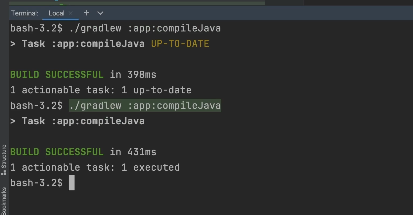 Termina: Local × + ∨
bash-3.2$ ./gradlew :app:compileJava
> Task :app:compileJava UP-TO-DATE
BUILD SUCCESSFUL in 398ms
1 actionable task: 1 up-to-date
bash-3.2$ ./gradlew :app:compileJava
> Task :app:compileJava
BUILD SUCCESSFUL in 431ms
1 actionable task: 1 executed
bash-3.2$
Structure
Bookmarks